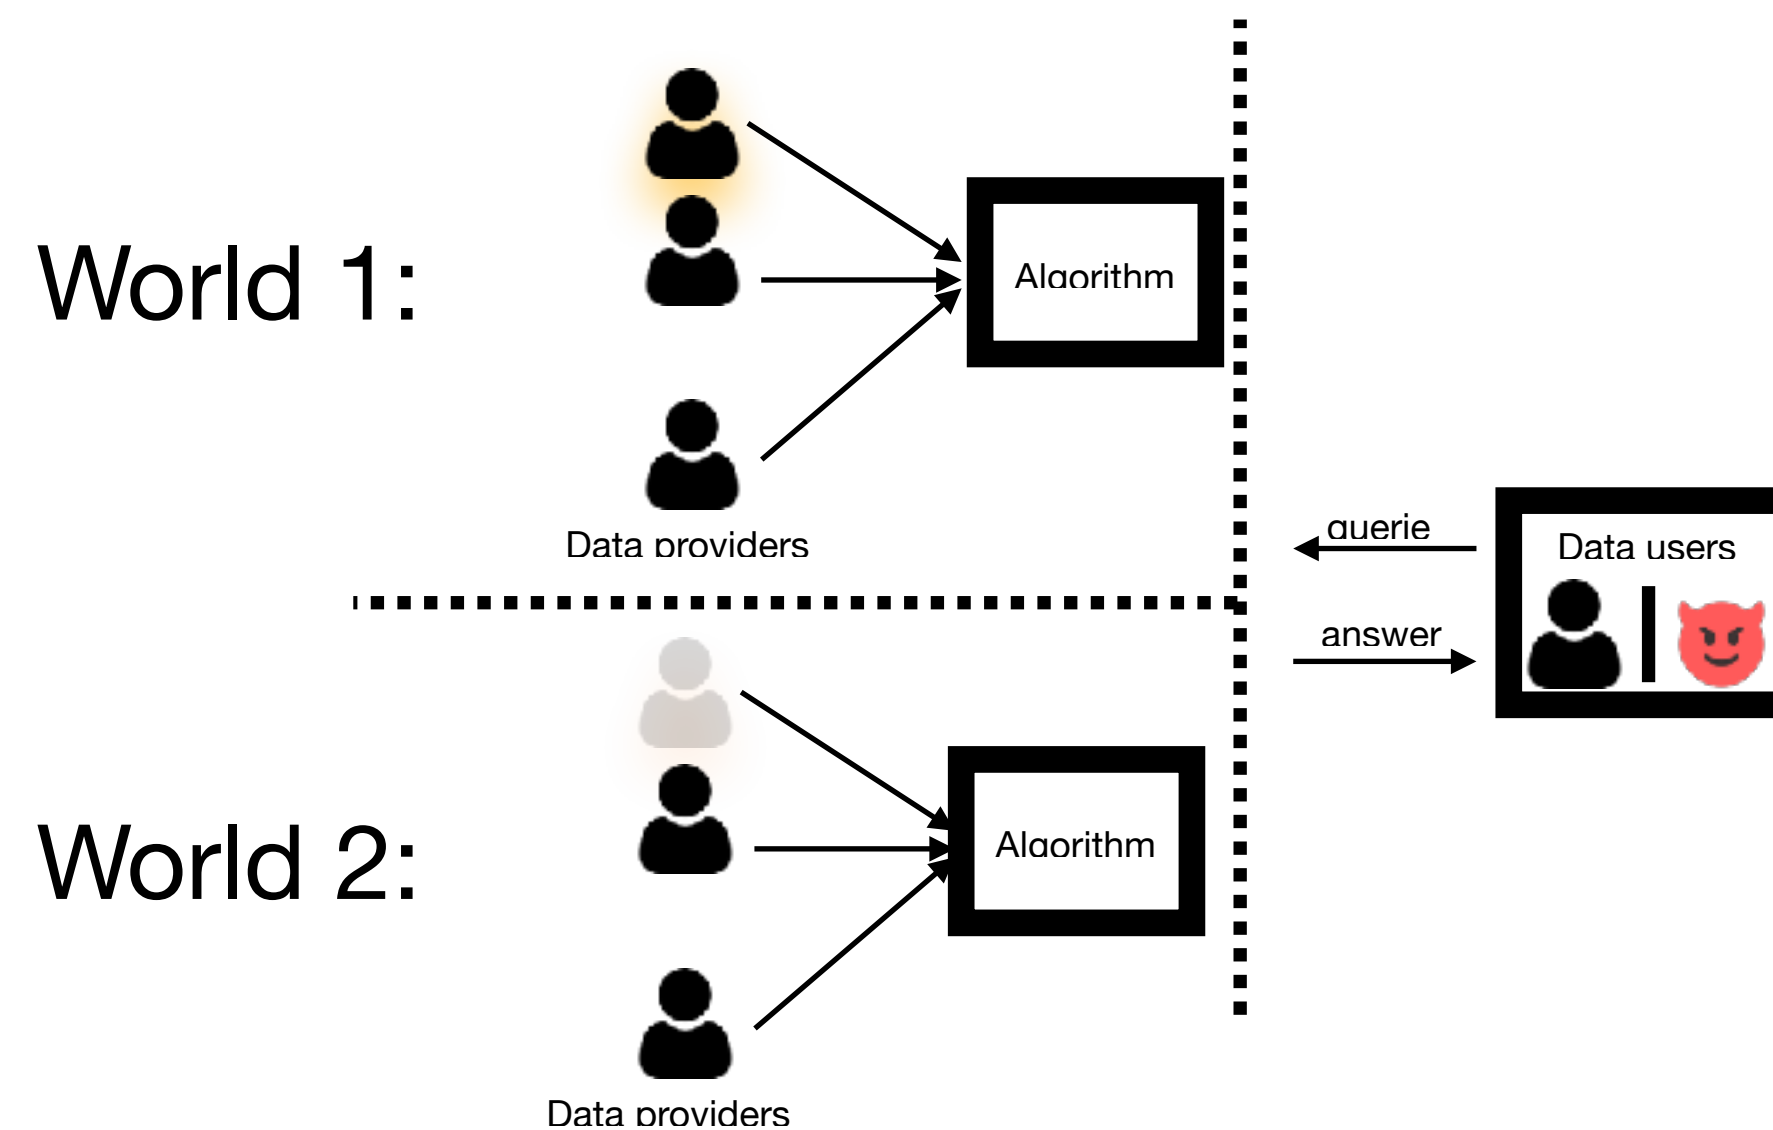 World 1:
Algorithm
Data providers
querie
Data users
answer
World 2:
Algorithm
Data providers